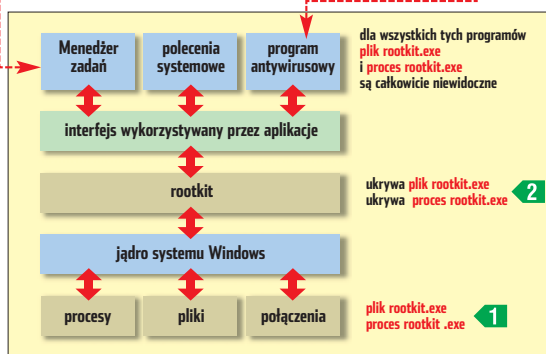 Menedżer
zadań
polecenia
systemowe
program
antywirusowy
dla wszystkich tych programów
plik rootkit.exe
i proces rootkit.exe
są całkowicie niewidoczne
interfejs wykorzystywany przez aplikacje
rootkit
ukrywa plik rootkit.exe
ukrywa proces rootkit.exe
2
jądro systemu Windows
procesy
pliki
połączenia
plik rootkit.exe
proces rootkit .exe
1